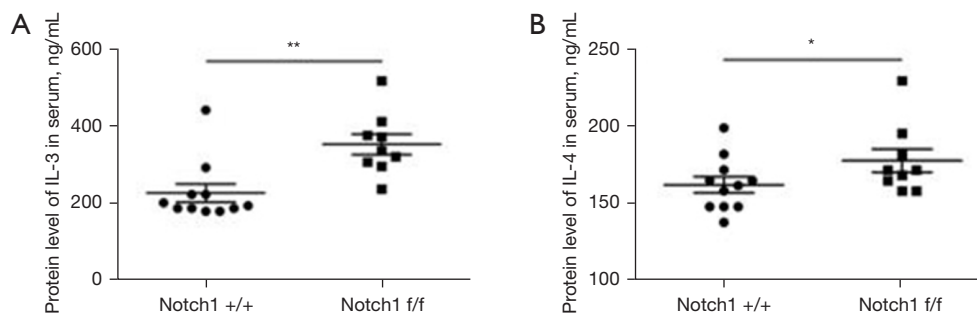 A
Protein level of IL-3 in serum, ng/mL
600
400
200
0
**
Notch1 +/+
Notch1 f/f
B
Protein level of IL-4 in serum, ng/mL
250
200
150
100
*
Notch1 +/+
Notch1 f/f